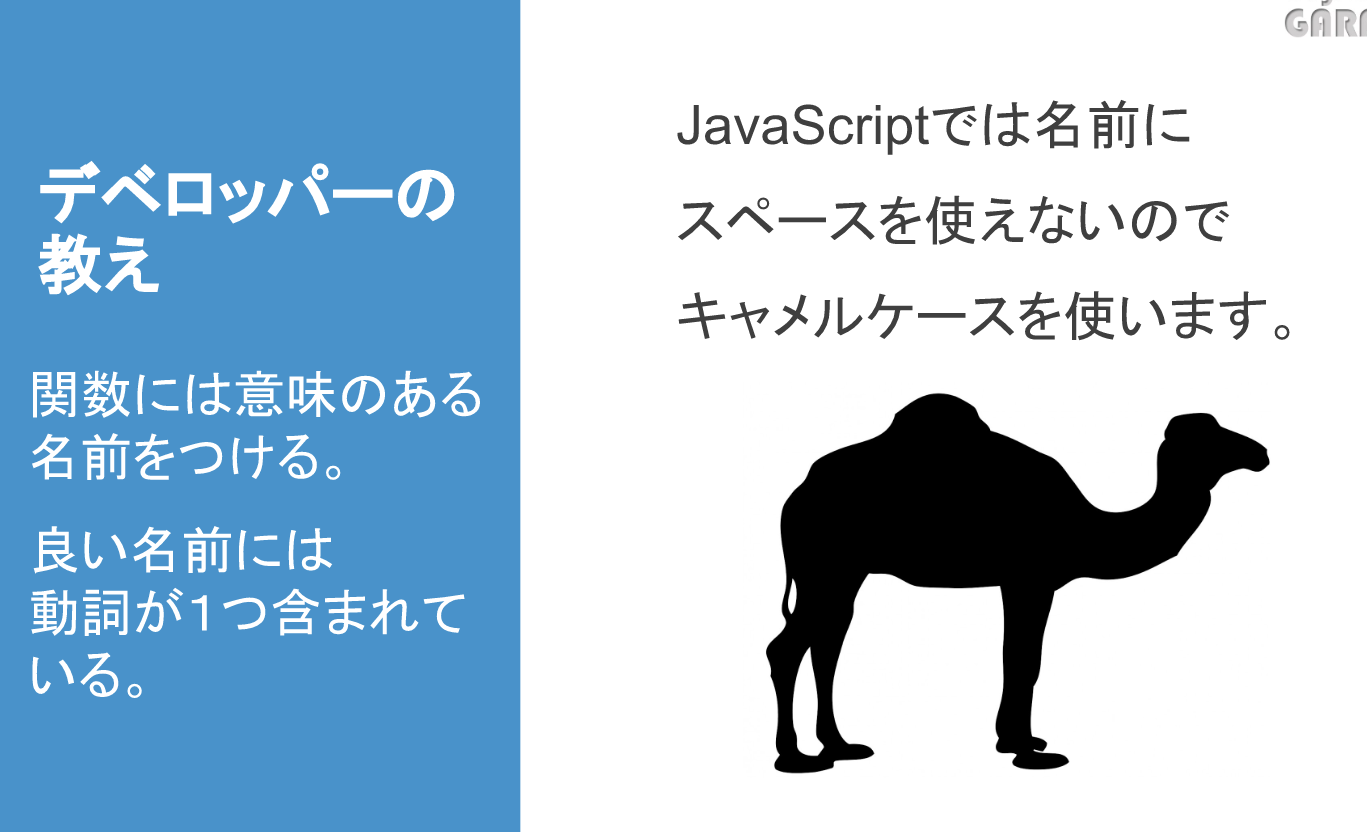 デベロッパーの
教え
関数には意味のある
名前をつける。
良い名前には
動詞が１つ含まれて
いる。
JavaScriptでは名前に
スペースを使えないので
キャメルケースを使います。